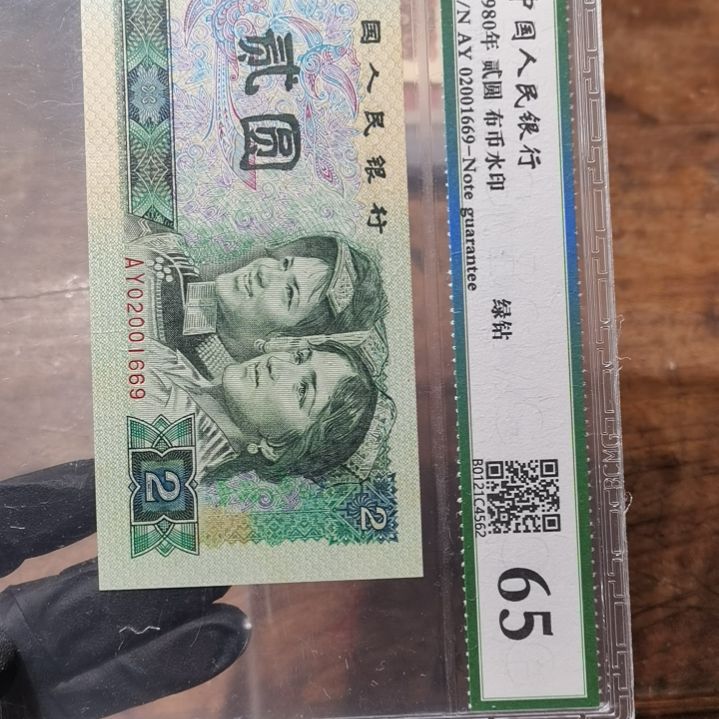 中国人民银行
980年 贰圆 布币水印
/N AY 02001669-Note guarantee
绿钻
B0121C4562
65
国人民银行
贰圆
AY02001669
2
2